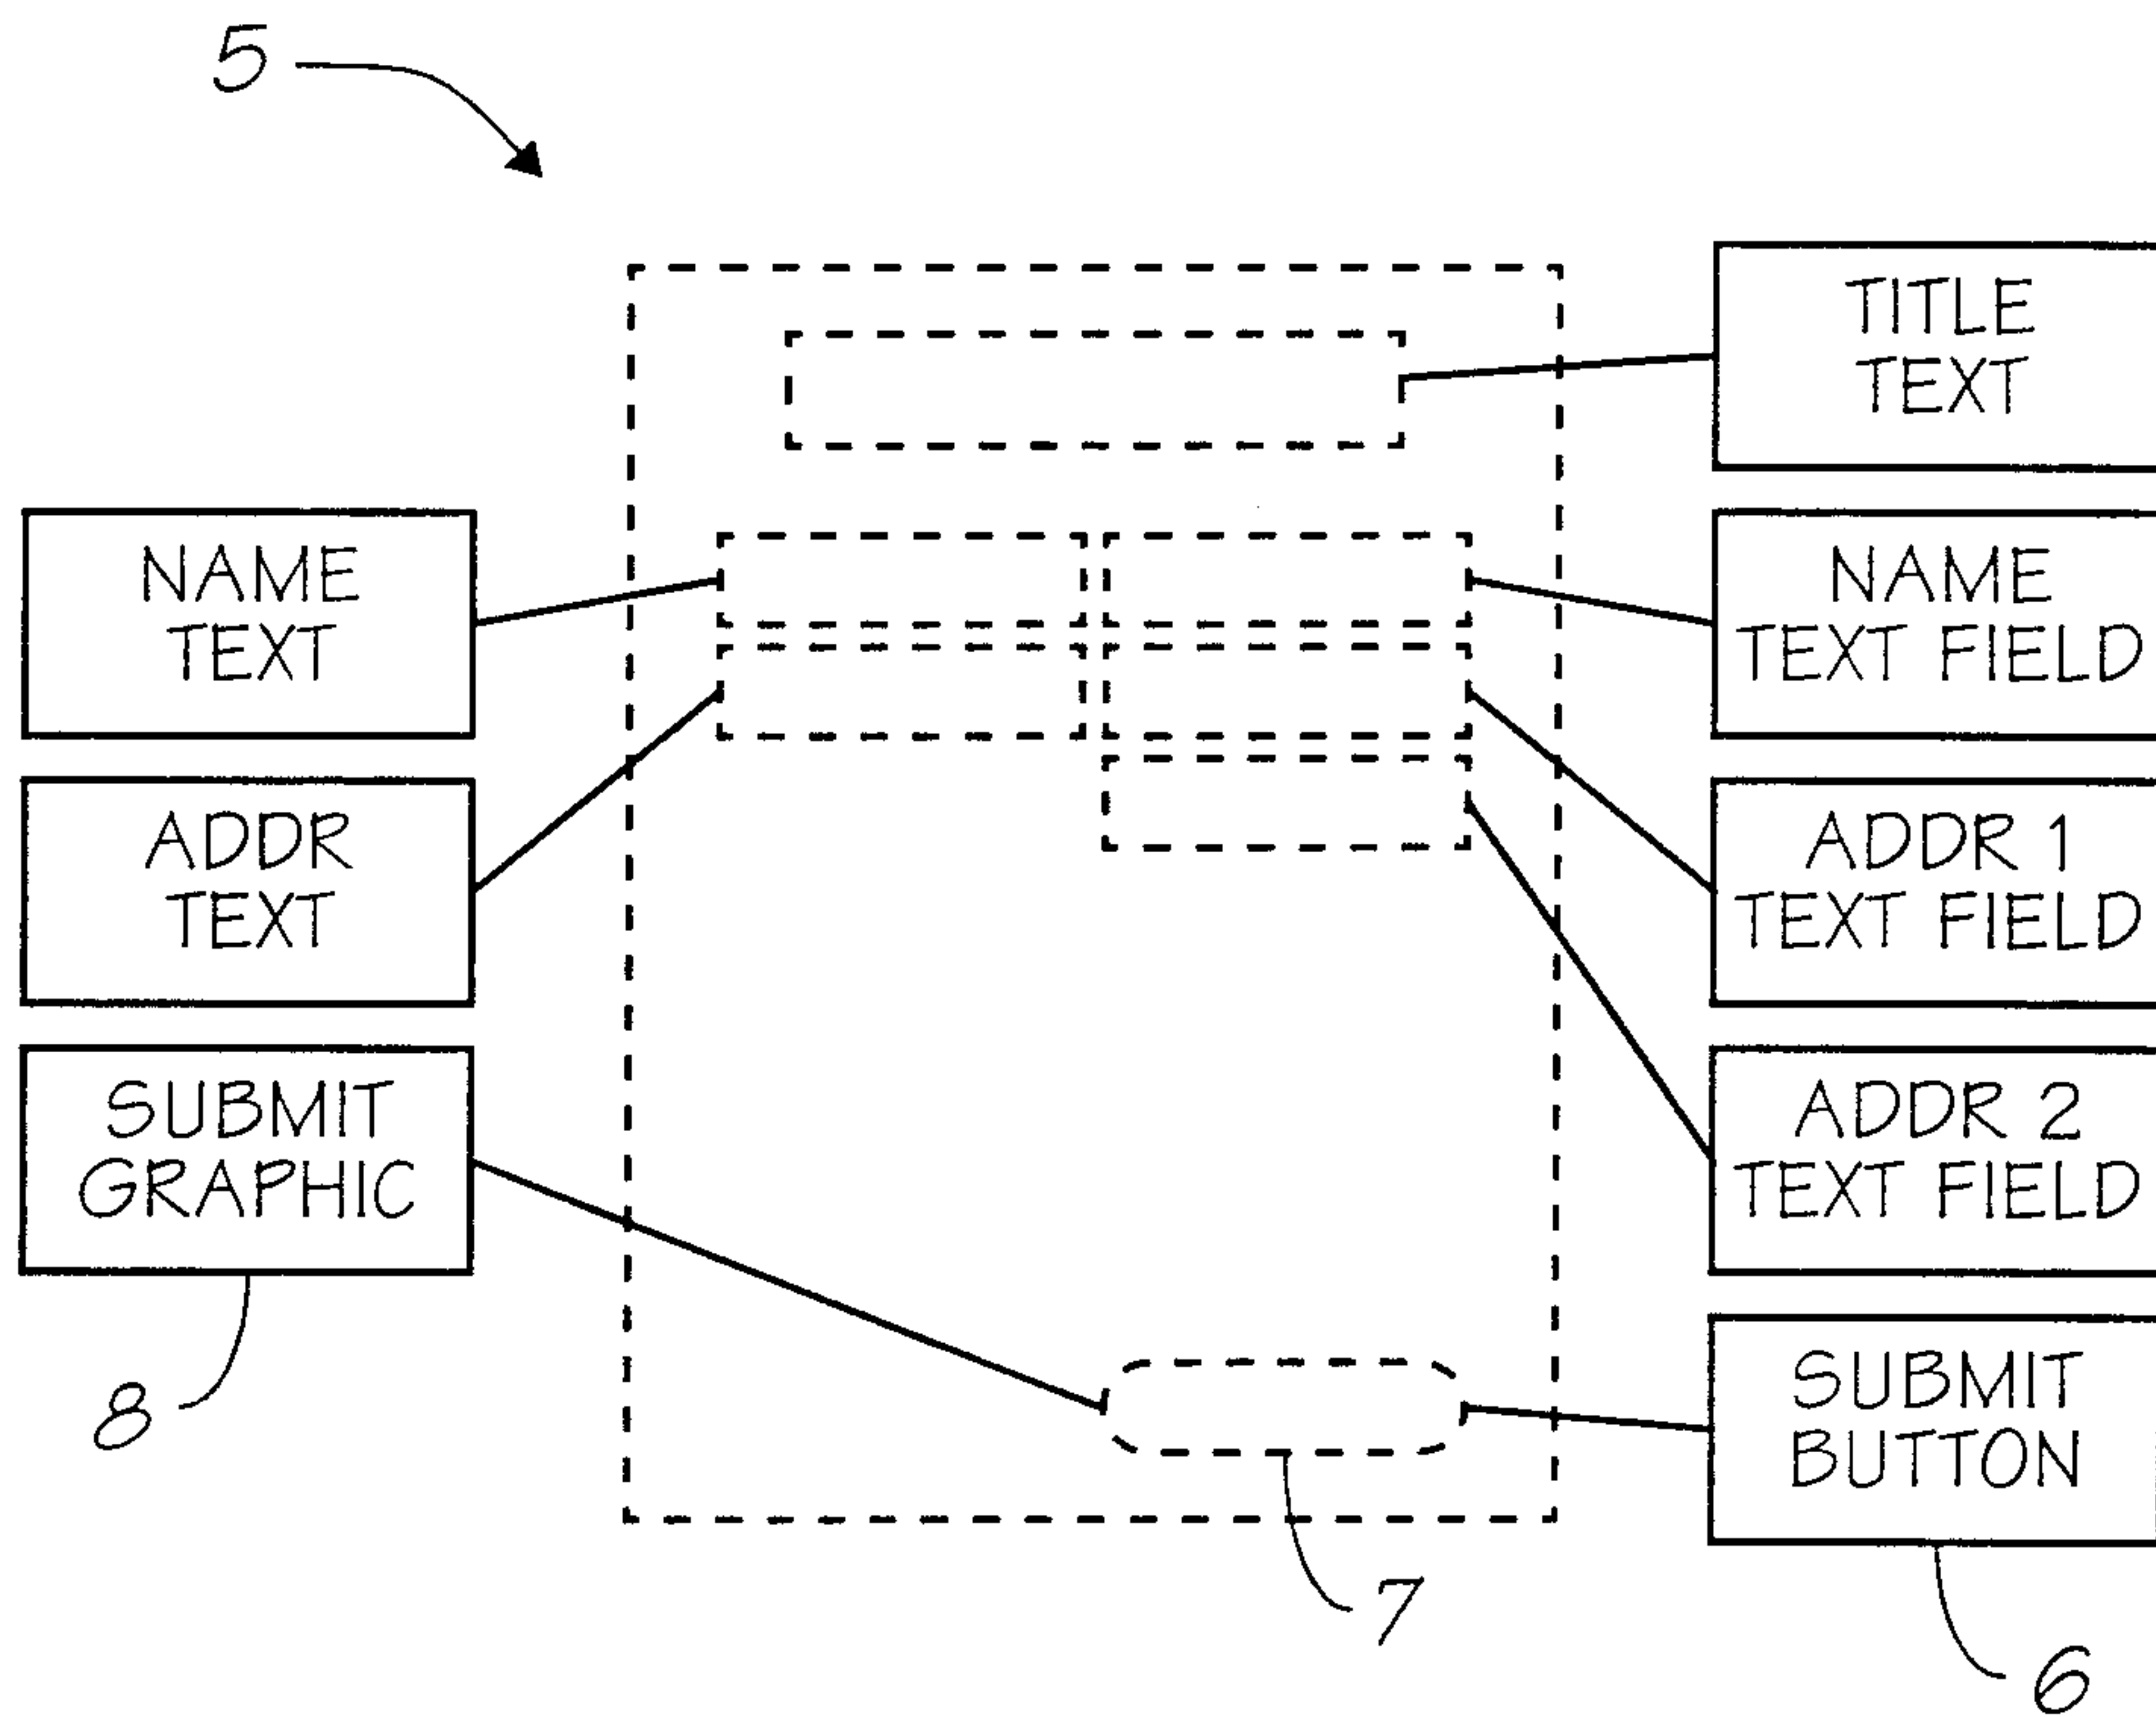 5
TITLE
TEXT
NAME
TEXT
NAME
TEXT FIELD
ADDR
TEXT
ADDR 1
TEXT FIELD
SUBMIT
GRAPHIC
ADDR 2
TEXT FIELD
SUBMIT
BUTTON
8
7
6